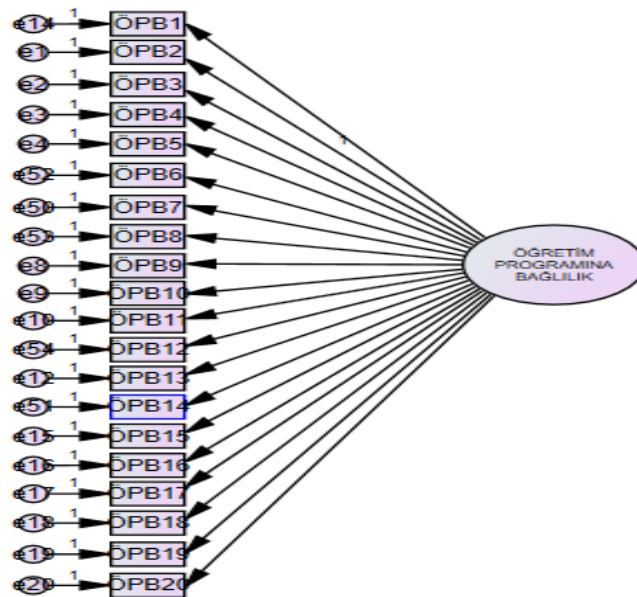 e14 1 ÖPB1
e1 1 ÖPB2
e2 1 ÖPB3
e3 1 ÖPB4
1
e4 1 ÖPB5
e52 1 ÖPB6
e50 1 ÖPB7
e53 1 ÖPB8
e8 1 ÖPB9
e9 1 ÖPB10
e10 1 ÖPB11
e54 1 ÖPB12
e12 1 ÖPB13
e51 1 ÖPB14
e15 1 ÖPB15
e16 1 ÖPB16
e17 1 ÖPB17
e18 1 ÖPB18
e19 1 ÖPB19
e20 1 ÖPB20
ÖĞRETİM
PROGRAMINA
BAĞLILIK